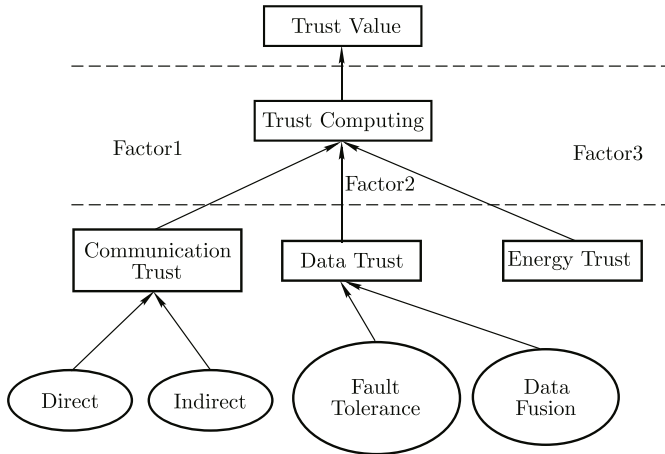 Trust Value
Trust Computing
Factor1
Factor2
Factor3
Communication
Trust
Data Trust
Energy Trust
Direct
Indirect
Fault
Tolerance
Data
Fusion